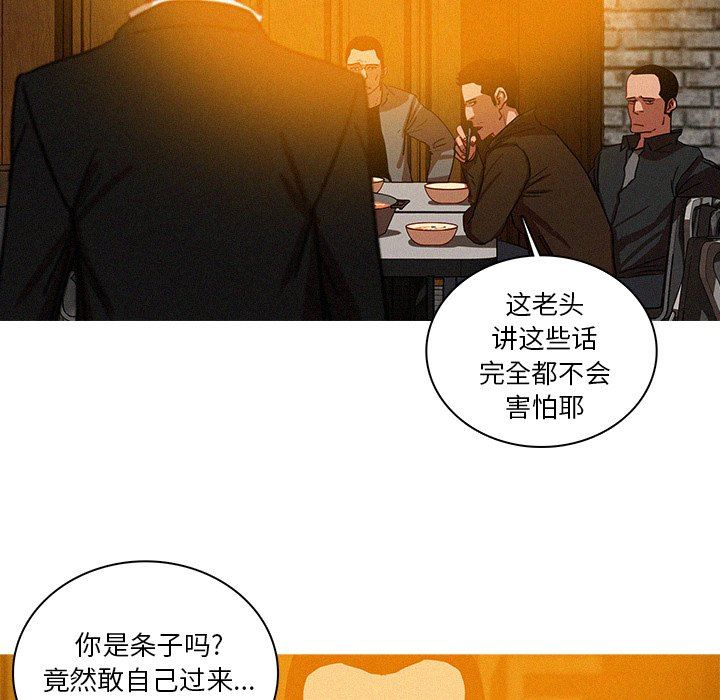 这老头
讲这些话
完全都不会
害怕耶
你是条子吗?
竟然敢自己过来...